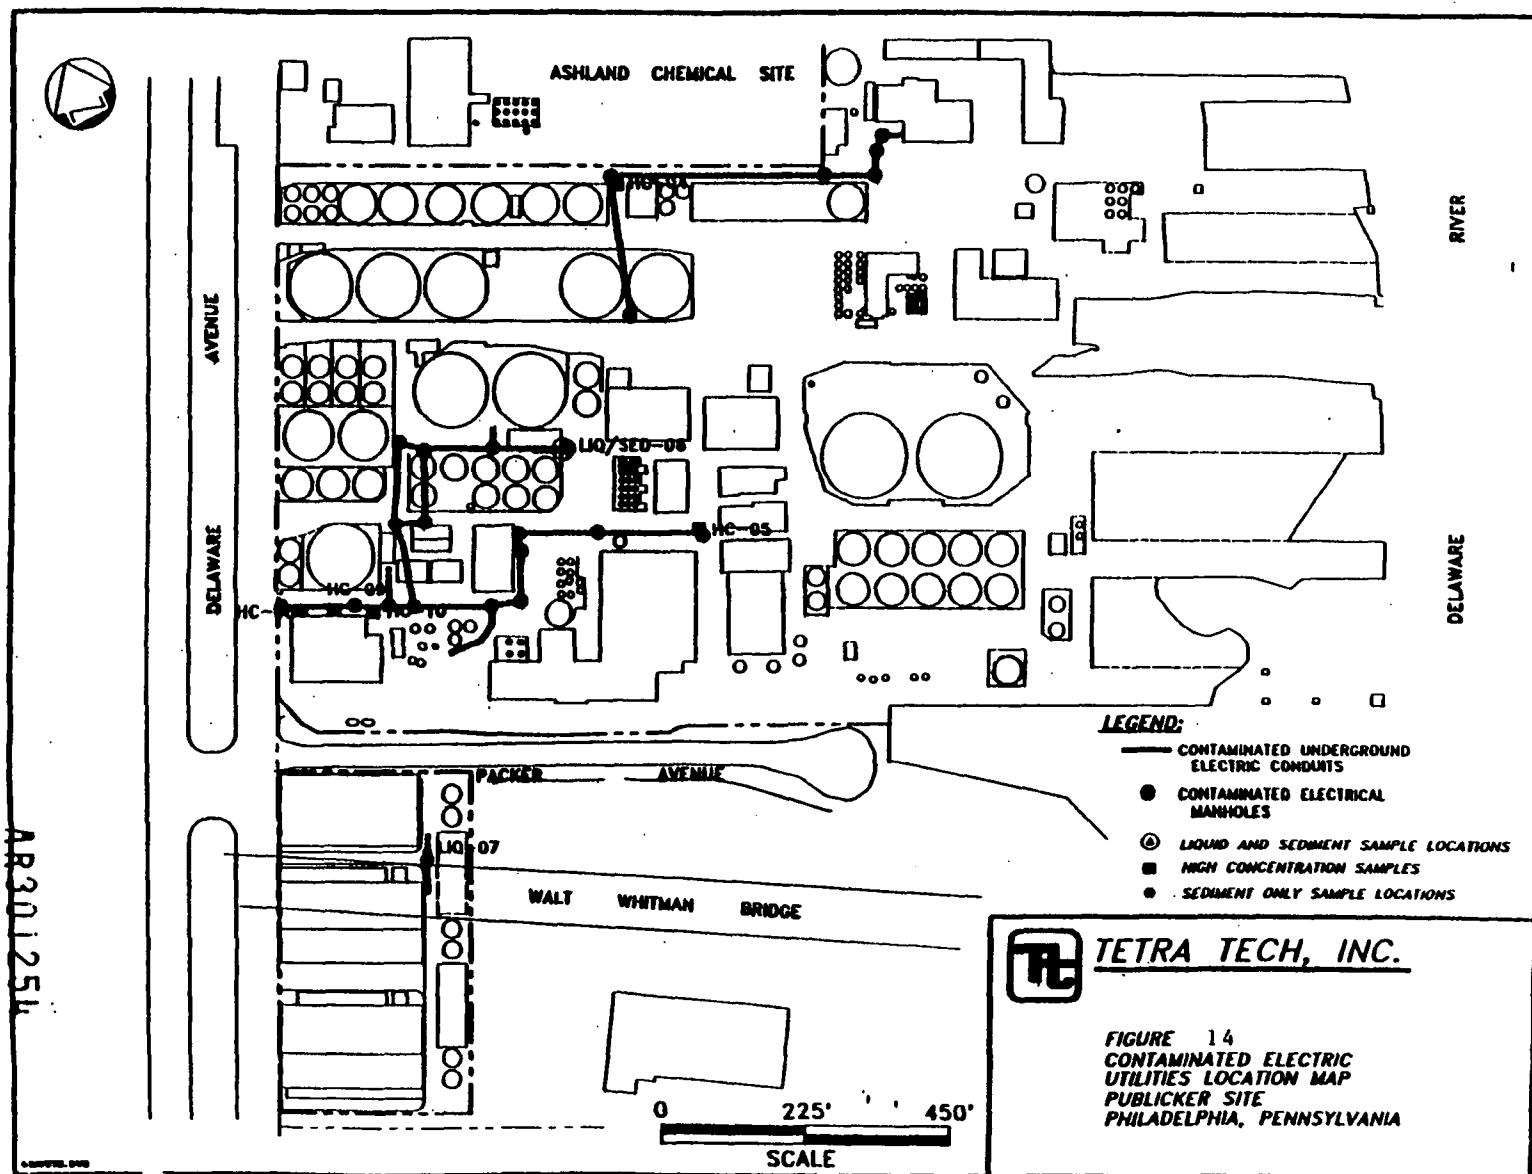 ASHLAND CHEMICAL SITE
RIVER
DELAWARE
AVENUE
DELAWARE
LIQ/SED-06
HC-05
HC-10
LIQ-07
PACKER AVENUE
WALT WHITMAN BRIDGE
LEGEND:
CONTAMINATED UNDERGROUND
ELECTRIC CONDUITS
CONTAMINATED ELECTRICAL
MANHOLES
LIQUID AND SEDIMENT SAMPLE LOCATIONS
HIGH CONCENTRATION SAMPLES
SEDIMENT ONLY SAMPLE LOCATIONS
TETRA TECH, INC.
FIGURE 14
CONTAMINATED ELECTRIC
UTILITIES LOCATION MAP
PUBLICKER SITE
PHILADELPHIA, PENNSYLVANIA
0 225' 450'
SCALE
AR301254